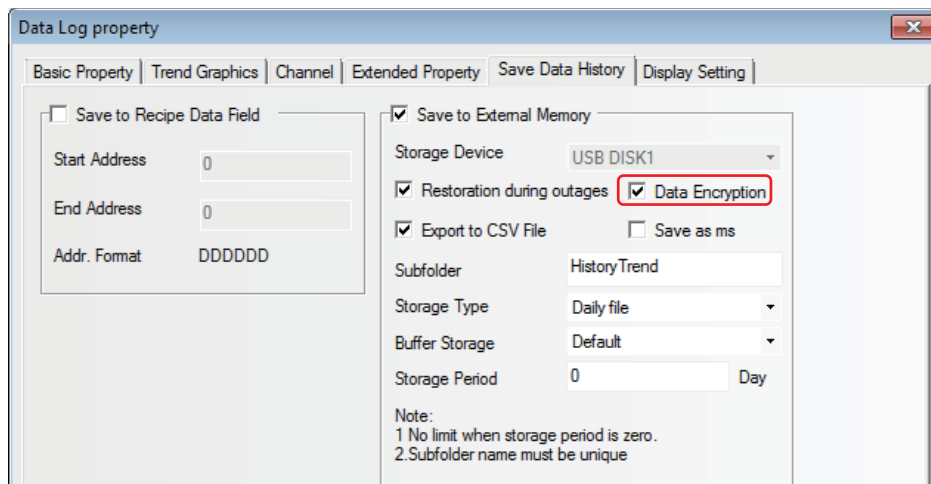 Data Log property
Basic Property Trend Graphics Channel Extended Property Save Data History Display Setting
Save to Recipe Data Field
Start Address 0
End Address 0
Addr. Format DDDDDD
Save to External Memory
Storage Device USB DISK1
Restoration during outages Data Encryption
Export to CSV File Save as ms
Subfolder HistoryTrend
Storage Type Daily file
Buffer Storage Default
Storage Period 0 Day
Note:
1 No limit when storage period is zero.
2.Subfolder name must be unique